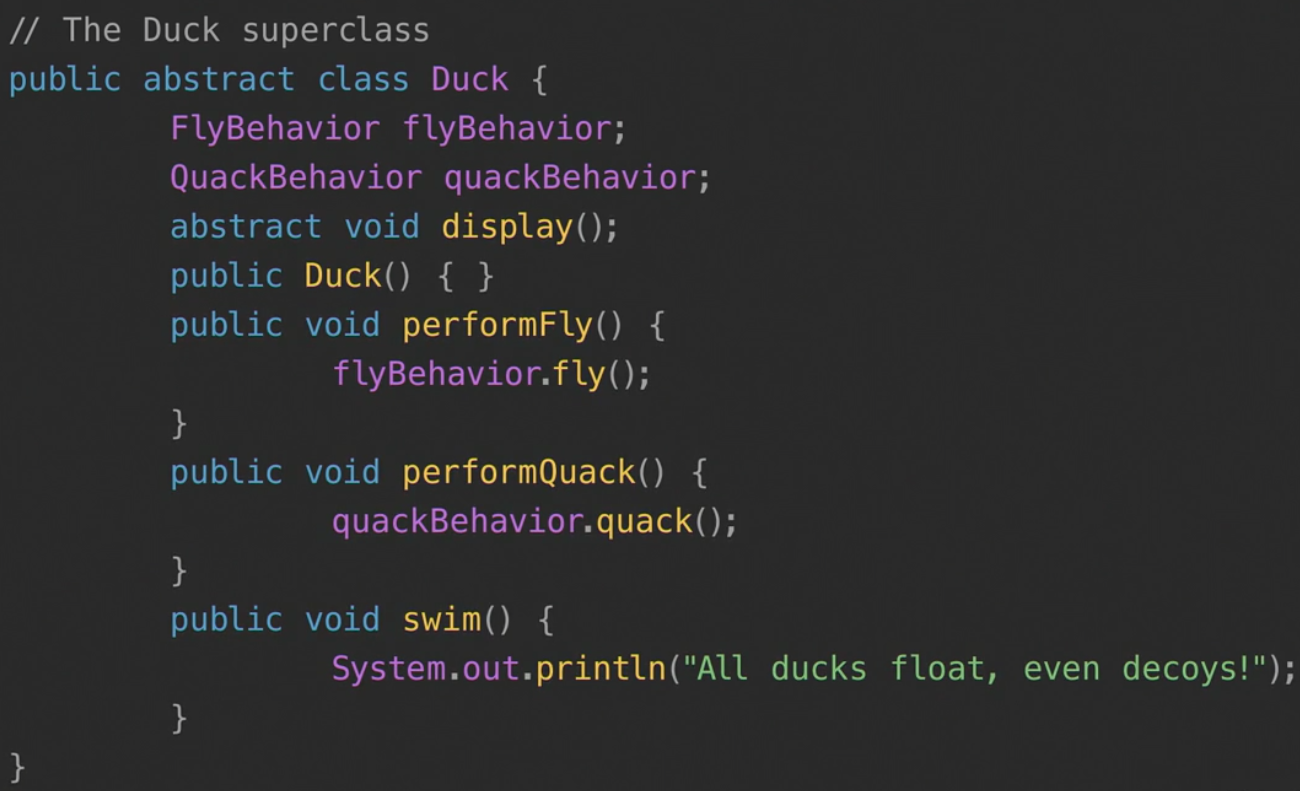 // The Duck superclass
public abstract class Duck {
FlyBehavior flyBehavior;
QuackBehavior quackBehavior;
abstract void display();
public Duck() { }
public void performFly() {
flyBehavior.fly();
}
public void performQuack() {
quackBehavior.quack();
}
public void swim() {
System.out.println("All ducks float, even decoys!");
}
}